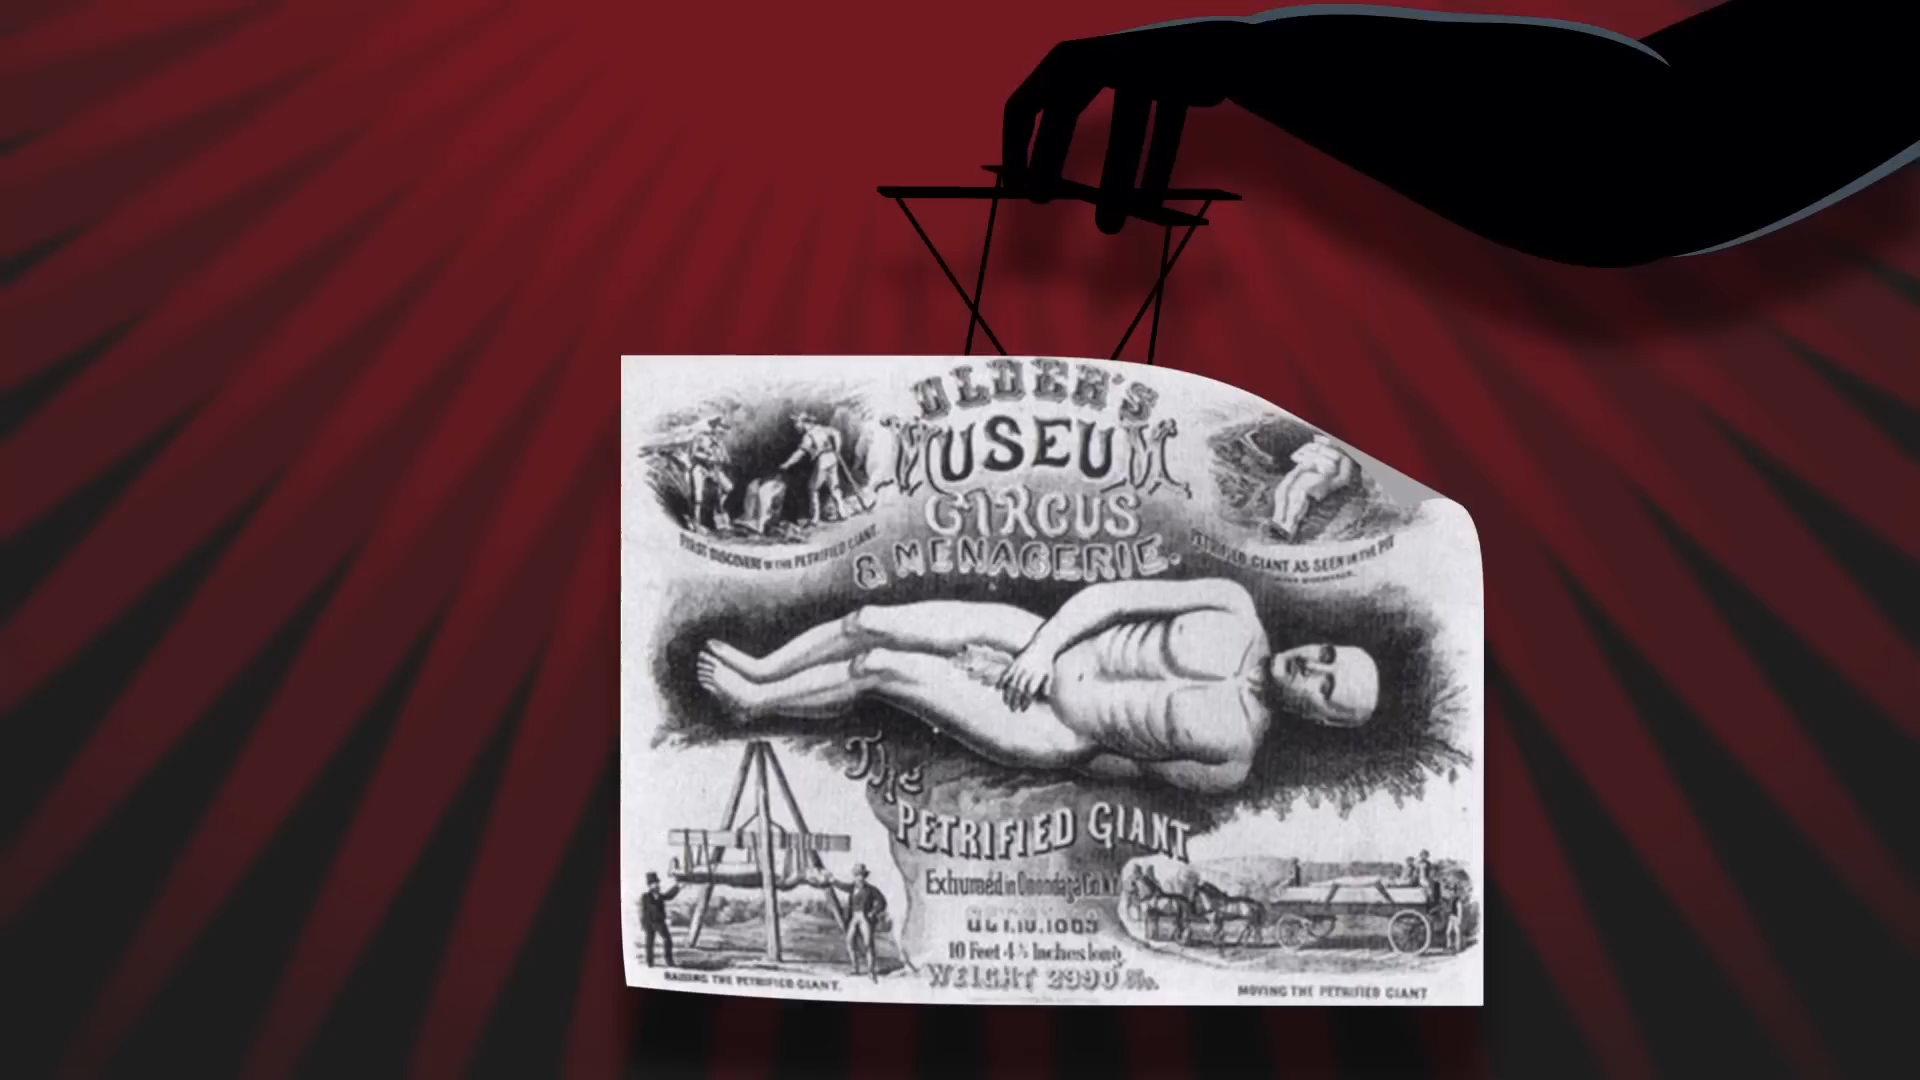 OLDER'S
MUSEUM
CIRCUS
& MENAGERIE.
FIRST DISCOVERY OF THE PETRIFIED GIANT.
PETRIFIED GIANT AS SEEN IN THE PIT
The
PETRIFIED GIANT
Exhumed in Onondaga Co. N.Y.
10 Feet 4½ Inches long,
WEIGHT 2990 lbs.
RAISING THE PETRIFIED GIANT.
MOVING THE PETRIFIED GIANT